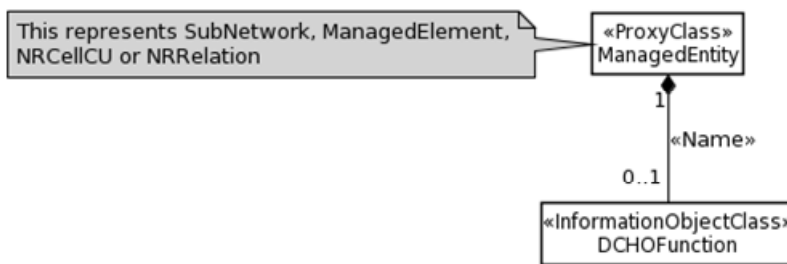 This represents SubNetwork, ManagedElement,
NRCellCU or NRRelation
«ProxyClass»
ManagedEntity
1
«Name»
0..1
«InformationObjectClass»
DCHOFunction